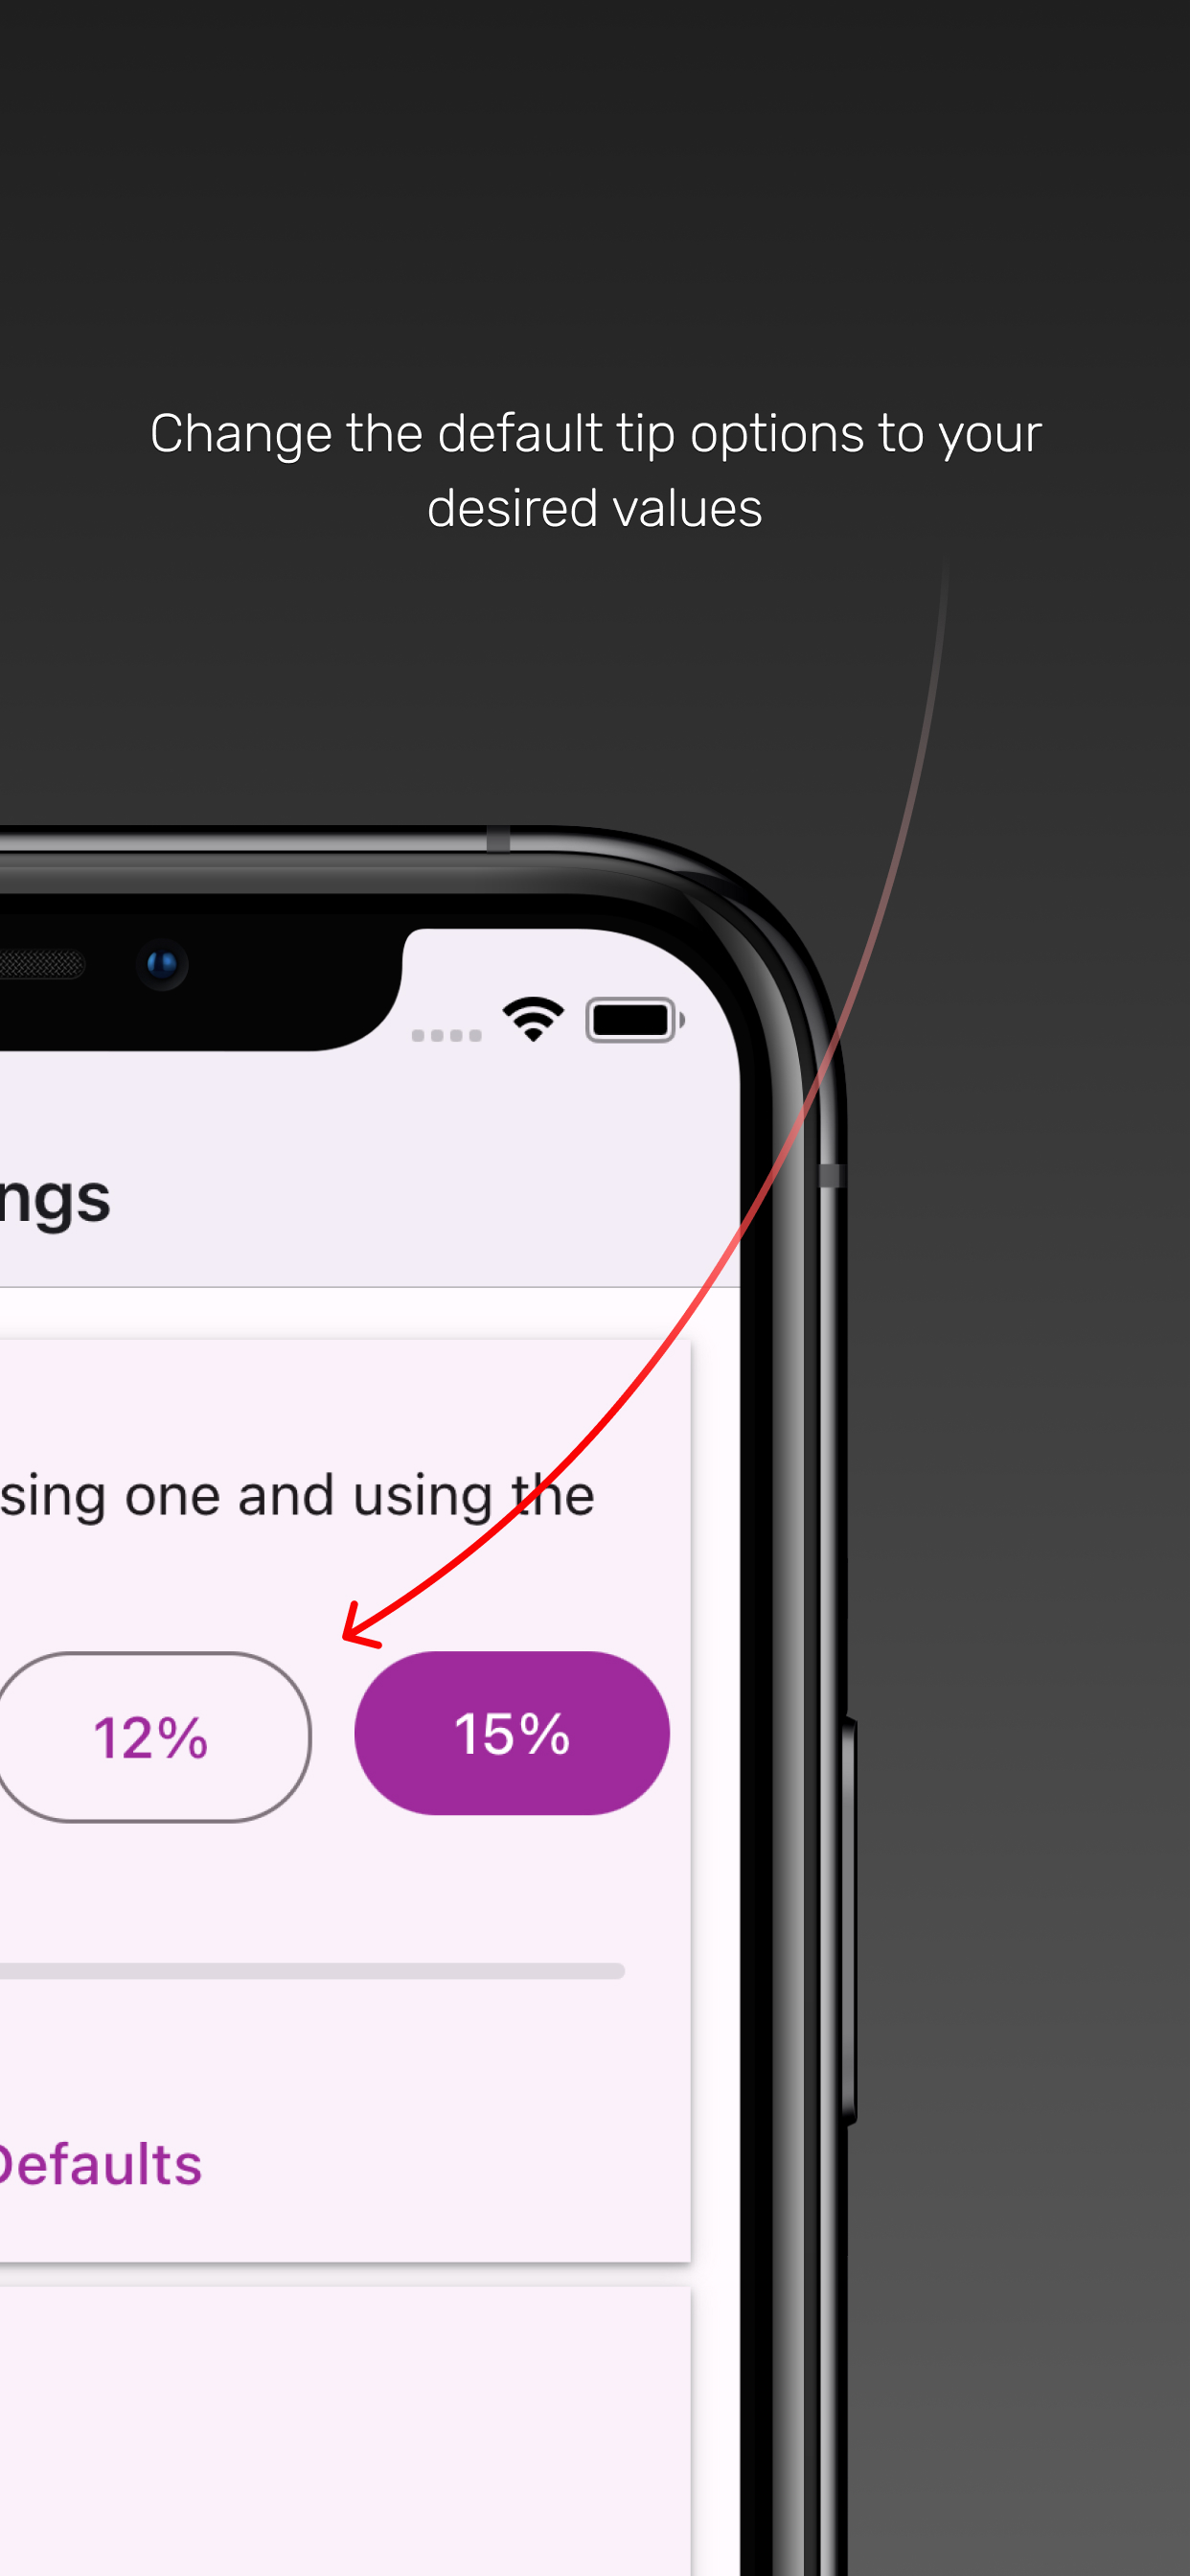 Change the default tip options to your
desired values
ngs
sing one and using the
12%
15%
Defaults